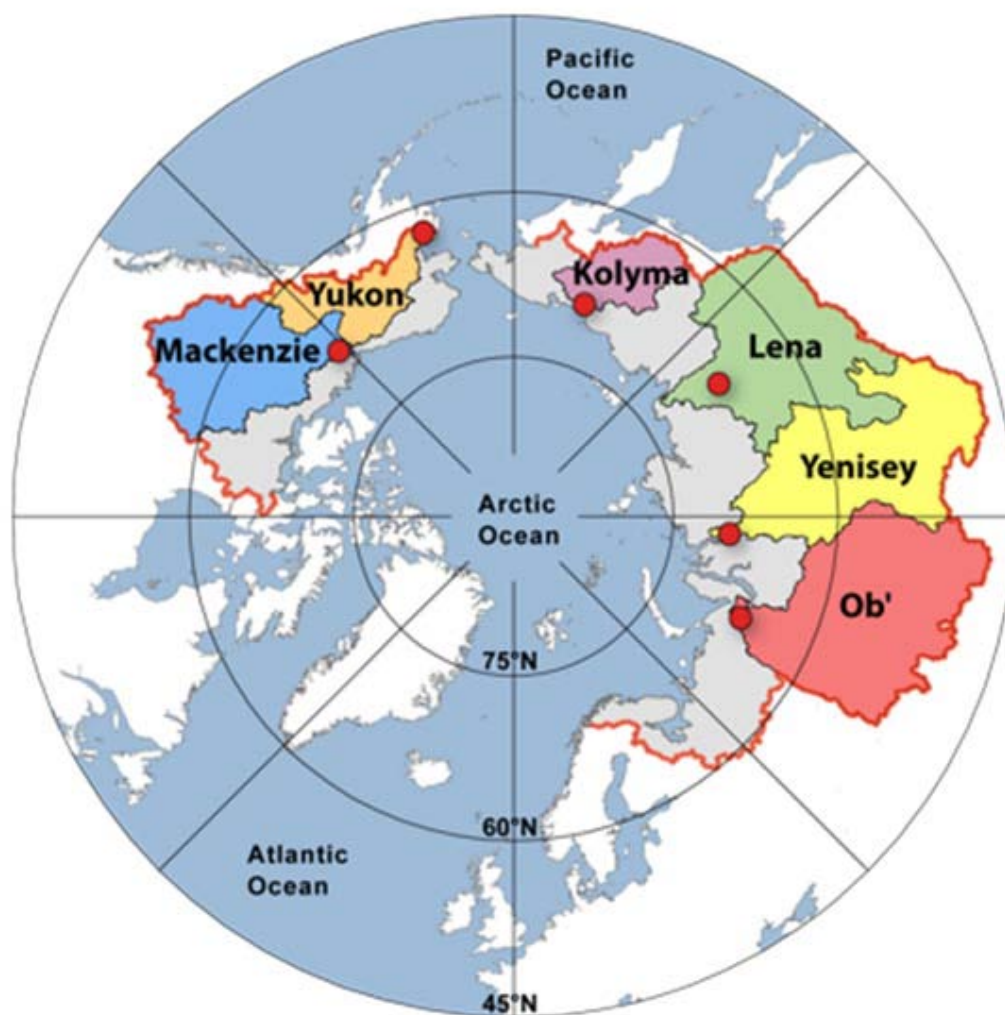 Pacific
Ocean
Kolyma
Yukon
Mackenzie
Lena
Yenisey
Arctic
Ocean
Ob'
75°N
60°N
Atlantic
Ocean
45°N